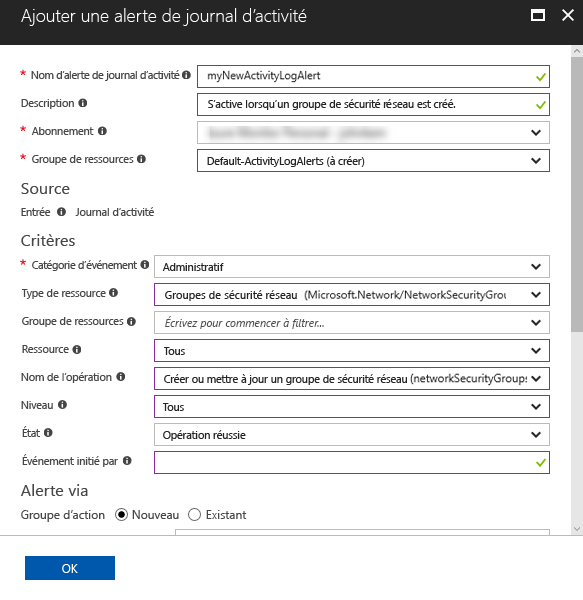 Ajouter une alerte de journal d'activité
* Nom d'alerte de journal d'activité myNewActivityLogAlert
Description S'active lorsqu'un groupe de sécurité réseau est créé.
* Abonnement
* Groupe de ressources Default-ActivityLogAlerts (à créer)
Source
Entrée Journal d'activité
Critères
* Catégorie d'événement Administratif
Type de ressource Groupes de sécurité réseau (Microsoft.Network/NetworkSecurityGrou
Groupe de ressources Écrivez pour commencer à filtrer...
Ressource Tous
Nom de l'opération Créer ou mettre à jour un groupe de sécurité réseau (networkSecurityGroups
Niveau Tous
État Opération réussie
Événement initié par
Alerte via
Groupe d'action Nouveau Existant
OK